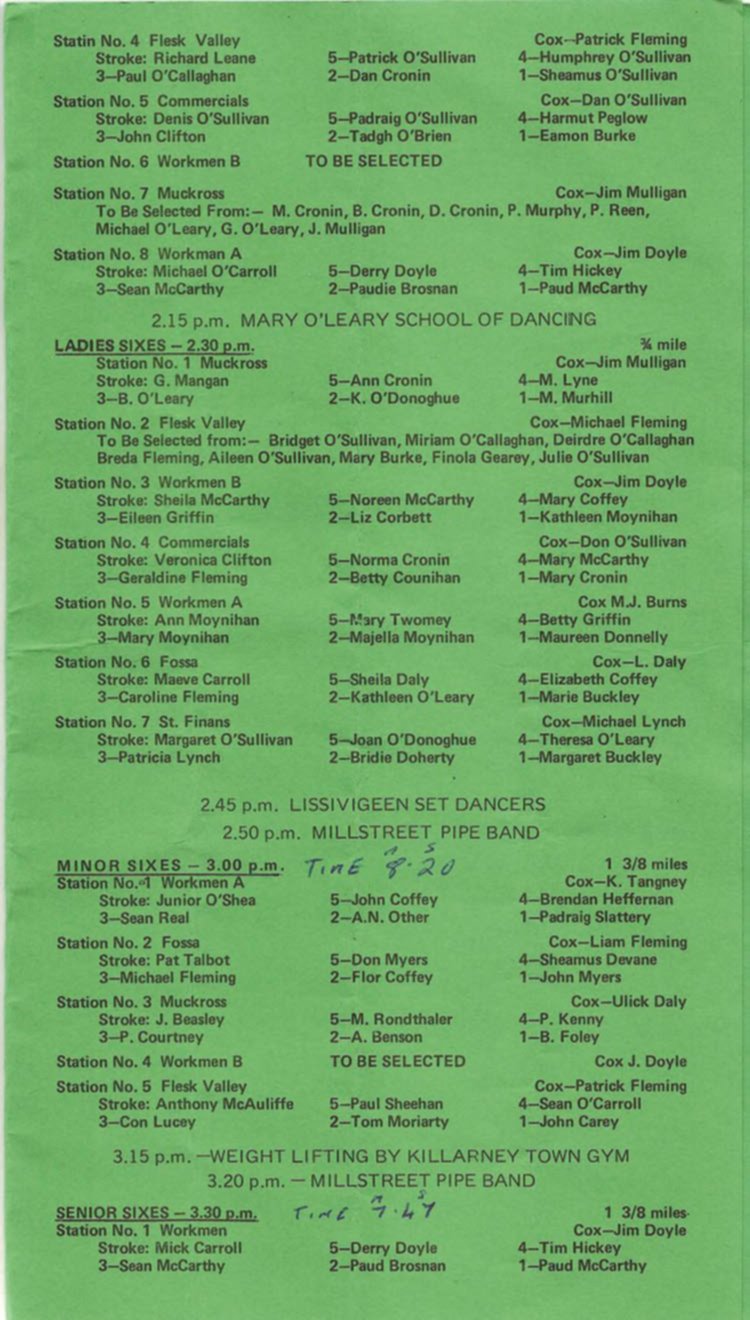 Statin No. 4 Flesk Valley Cox—Patrick Fleming
Stroke: Richard Leane 5—Patrick O'Sullivan 4—Humphrey O'Sullivan
3—Paul O'Callaghan 2—Dan Cronin 1—Sheamus O'Sullivan
Station No. 5 Commercials Cox—Dan O'Sullivan
Stroke: Denis O'Sullivan 5—Padraig O'Sullivan 4—Harmut Peglow
3—John Clifton 2—Tadgh O'Brien 1—Eamon Burke
Station No. 6 Workmen B TO BE SELECTED
Station No. 7 Muckross Cox—Jim Mulligan
To Be Selected From:— M. Cronin, B. Cronin, D. Cronin, P. Murphy, P. Reen,
Michael O'Leary, G. O'Leary, J. Mulligan
Station No. 8 Workman A Cox—Jim Doyle
Stroke: Michael O'Carroll 5—Derry Doyle 4—Tim Hickey
3—Sean McCarthy 2—Paudie Brosnan 1—Paud McCarthy
2.15 p.m. MARY O'LEARY SCHOOL OF DANCING
LADIES SIXES — 2.30 p.m. ¾ mile
Station No. 1 Muckross Cox—Jim Mulligan
Stroke: G. Mangan 5—Ann Cronin 4—M. Lyne
3—B. O'Leary 2—K. O'Donoghue 1—M. Murhill
Station No. 2 Flesk Valley Cox—Michael Fleming
To Be Selected from:— Bridget O'Sullivan, Miriam O'Callaghan, Deirdre O'Callaghan
Breda Fleming, Aileen O'Sullivan, Mary Burke, Finola Gearey, Julie O'Sullivan
Station No. 3 Workmen B Cox—Jim Doyle
Stroke: Sheila McCarthy 5—Noreen McCarthy 4—Mary Coffey
3—Eileen Griffin 2—Liz Corbett 1—Kathleen Moynihan
Station No. 4 Commercials Cox—Don O'Sullivan
Stroke: Veronica Clifton 5—Norma Cronin 4—Mary McCarthy
3—Geraldine Fleming 2—Betty Counihan 1—Mary Cronin
Station No. 5 Workmen A Cox M.J. Burns
Stroke: Ann Moynihan 5—Mary Twomey 4—Betty Griffin
3—Mary Moynihan 2—Majella Moynihan 1—Maureen Donnelly
Station No. 6 Fossa Cox—L. Daly
Stroke: Maeve Carroll 5—Sheila Daly 4—Elizabeth Coffey
3—Caroline Fleming 2—Kathleen O'Leary 1—Marie Buckley
Station No. 7 St. Finans Cox—Michael Lynch
Stroke: Margaret O'Sullivan 5—Joan O'Donoghue 4—Theresa O'Leary
3—Patricia Lynch 2—Bridie Doherty 1—Margaret Buckley
2.45 p.m. LISSIVIGEEN SET DANCERS
2.50 p.m. MILLSTREET PIPE BAND
MINOR SIXES — 3.00 p.m. TIME M 8. S 20 1 3/8 miles
Station No. 1 Workmen A Cox—K. Tangney
Stroke: Junior O'Shea 5—John Coffey 4—Brendan Heffernan
3—Sean Real 2—A.N. Other 1—Padraig Slattery
Station No. 2 Fossa Cox—Liam Fleming
Stroke: Pat Talbot 5—Don Myers 4—Sheamus Devane
3—Michael Fleming 2—Flor Coffey 1—John Myers
Station No. 3 Muckross Cox—Ulick Daly
Stroke: J. Beasley 5—M. Rondthaler 4—P. Kenny
3—P. Courtney 2—A. Benson 1—B. Foley
Station No. 4 Workmen B TO BE SELECTED Cox J. Doyle
Station No. 5 Flesk Valley Cox—Patrick Fleming
Stroke: Anthony McAuliffe 5—Paul Sheehan 4—Sean O'Carroll
3—Con Lucey 2—Tom Moriarty 1—John Carey
3.15 p.m. —WEIGHT LIFTING BY KILLARNEY TOWN GYM
3.20 p.m. — MILLSTREET PIPE BAND
SENIOR SIXES — 3.30 p.m. TIME M 7. S 47 1 3/8 miles
Station No. 1 Workmen Cox—Jim Doyle
Stroke: Mick Carroll 5—Derry Doyle 4—Tim Hickey
3—Sean McCarthy 2—Paud Brosnan 1—Paud McCarthy